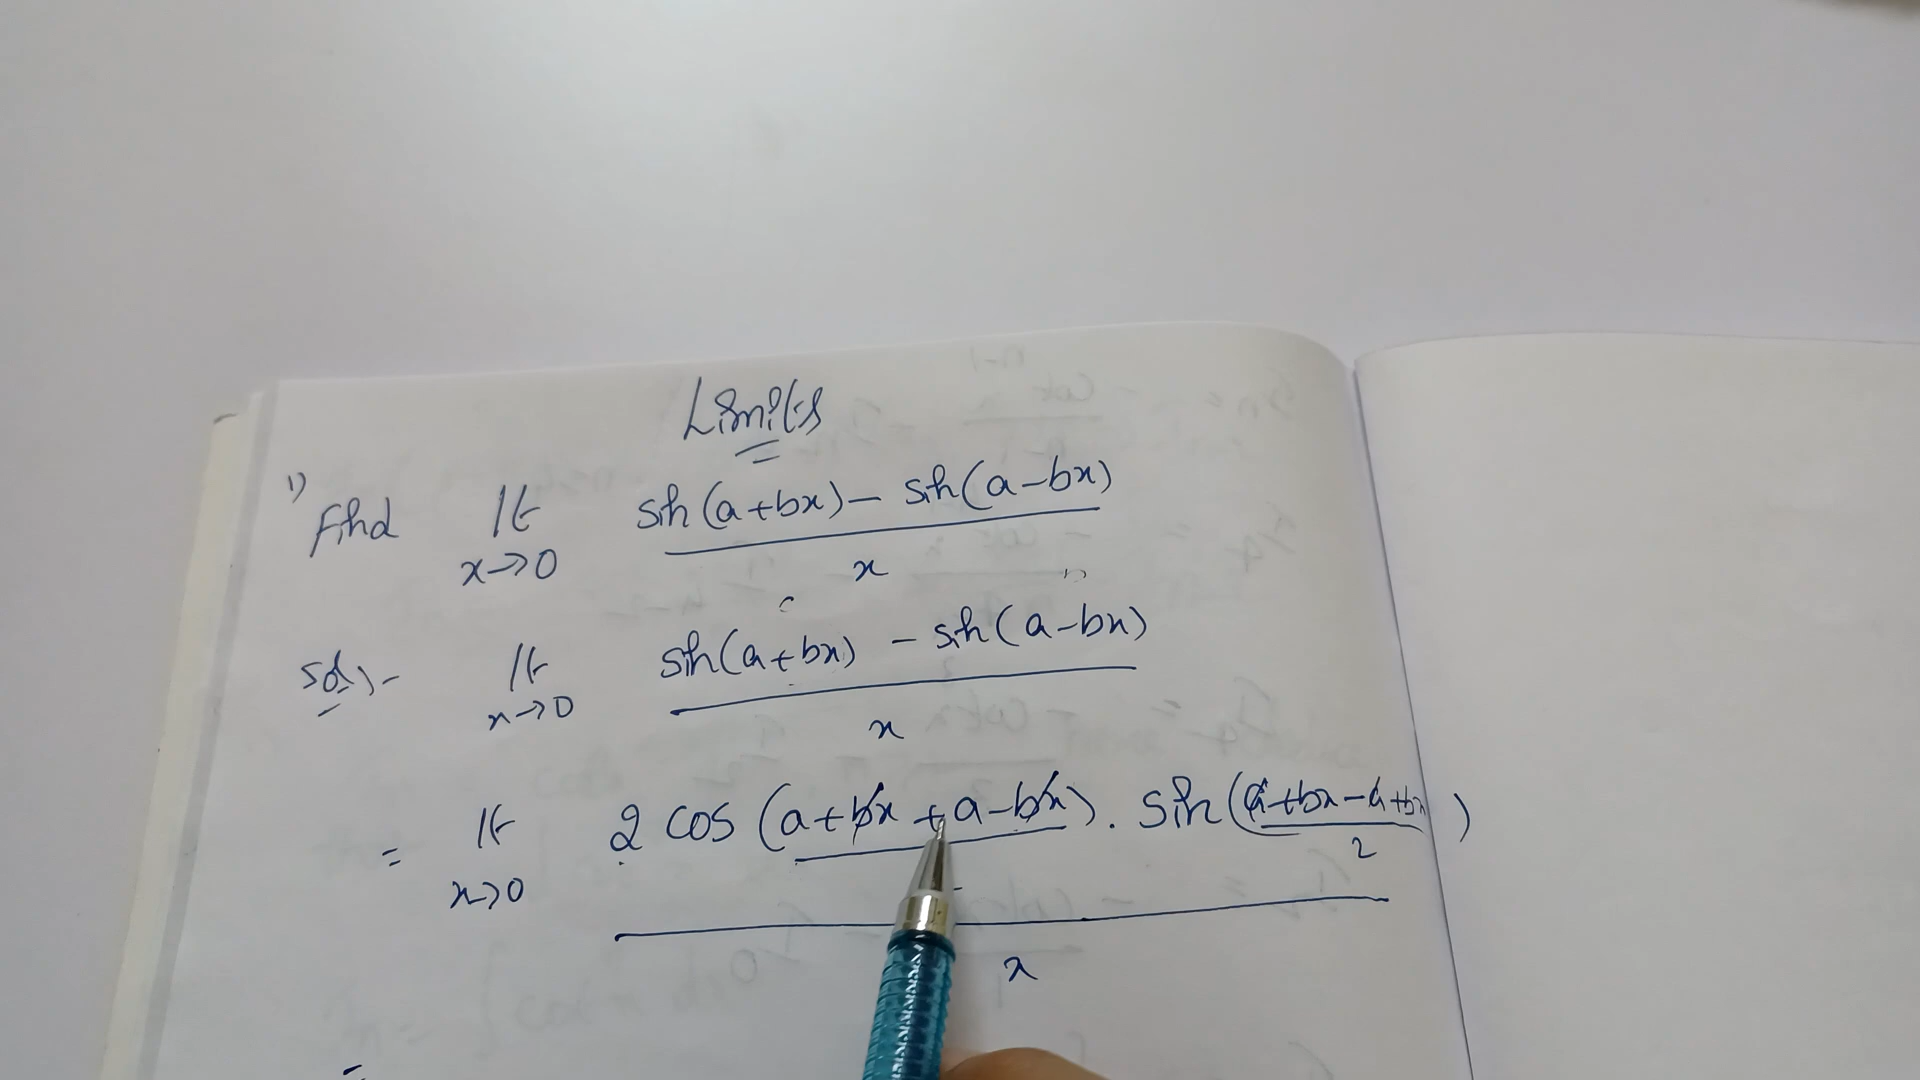 Limits
1) Find lt x→0 sin(a+bx) - sin(a-bx) / x
Sol:- lt x→0 sin(a+bx) - sin(a-bx) / x
= lt x→0 2 cos (a+bx+a-bx) . sin(a+bx-a+bx / 2) / x